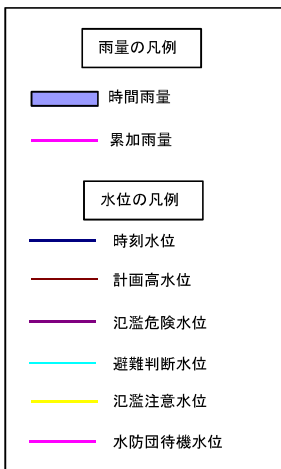 雨量の凡例
時間雨量
累加雨量
水位の凡例
時刻水位
計画高水位
氾濫危険水位
避難判断水位
氾濫注意水位
水防団待機水位